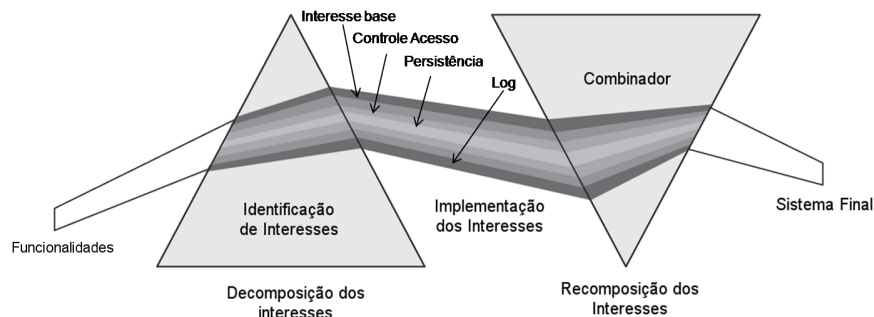 Interesse base
Controle Acesso
Persistência
Log
Combinador
Identificação
de Interesses
Implementação
dos Interesses
Sistema Final
Funcionalidades
Decomposição dos
interesses
Recomposição dos
Interesses